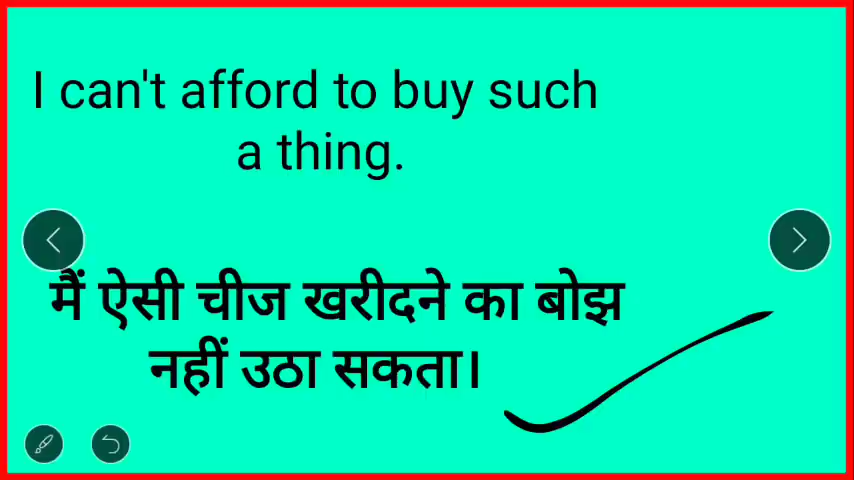 I can't afford to buy such
a thing.
मैं ऐसी चीज खरीदने का बोझ
नहीं उठा सकता।